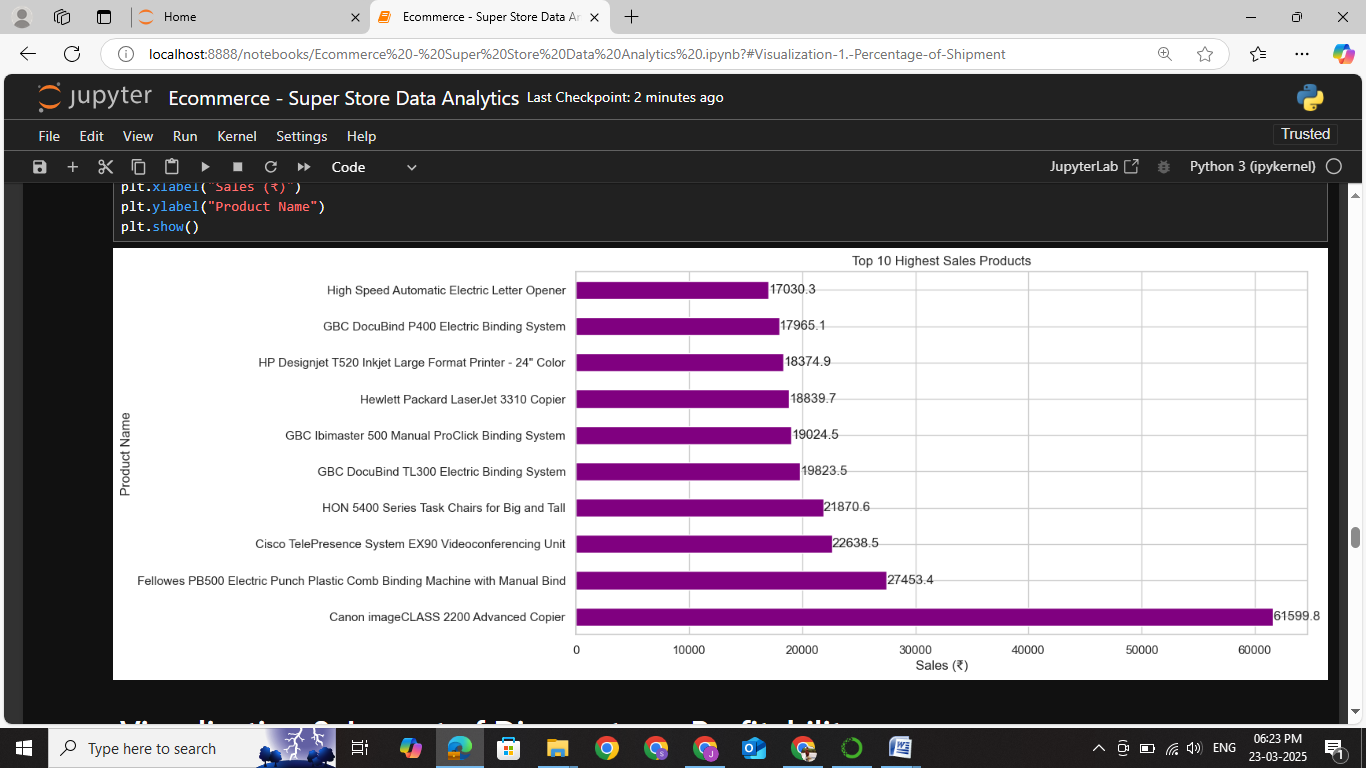 Home
Ecommerce - Super Store Data Ar
localhost:8888/notebooks/Ecommerce%20-%20Super%20Store%20Data%20Analytics%20.ipynb?#Visualization-1.-Percentage-of-Shipment
jupyter Ecommerce - Super Store Data Analytics Last Checkpoint: 2 minutes ago
File Edit View Run Kernel Settings Help Trusted
Code JupyterLab Python 3 (ipykernel)
plt.xlabel("Sales (₹)")
plt.ylabel("Product Name")
plt.show()
Top 10 Highest Sales Products
High Speed Automatic Electric Letter Opener 17030.3
GBC DocuBind P400 Electric Binding System 17965.1
HP Designjet T520 Inkjet Large Format Printer - 24" Color 18374.9
Hewlett Packard LaserJet 3310 Copier 18839.7
GBC Ibimaster 500 Manual ProClick Binding System 19024.5
GBC DocuBind TL300 Electric Binding System 19823.5
HON 5400 Series Task Chairs for Big and Tall 21870.6
Cisco TelePresence System EX90 Videoconferencing Unit 22638.5
Fellowes PB500 Electric Punch Plastic Comb Binding Machine with Manual Bind 27453.4
Canon imageCLASS 2200 Advanced Copier 61599.8
Product Name
0 10000 20000 30000 40000 50000 60000
Sales (₹)
Type here to search
ENG
06:23 PM
23-03-2025
1